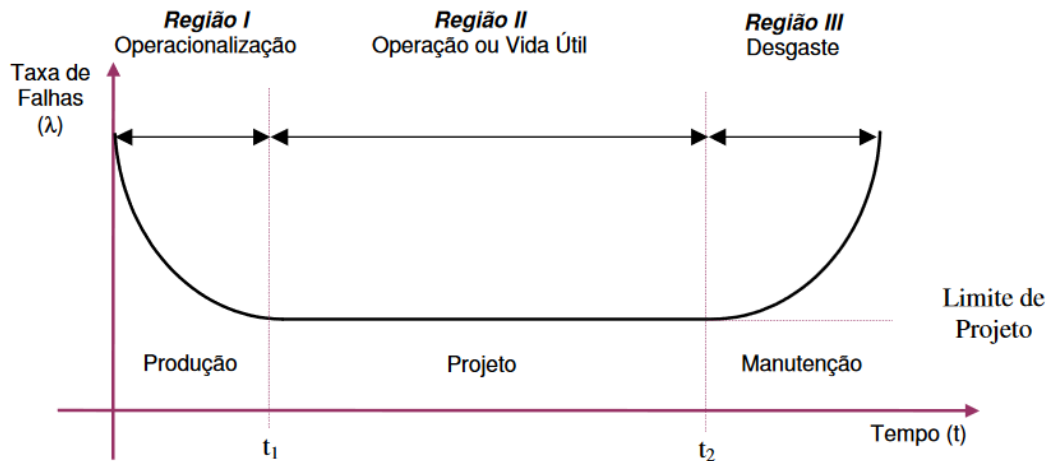 Região I
Operacionalização
Região II
Operação ou Vida Útil
Região III
Desgaste
Taxa de
Falhas
(λ)
Limite de
Projeto
Produção
Projeto
Manutenção
t1
t2
Tempo (t)